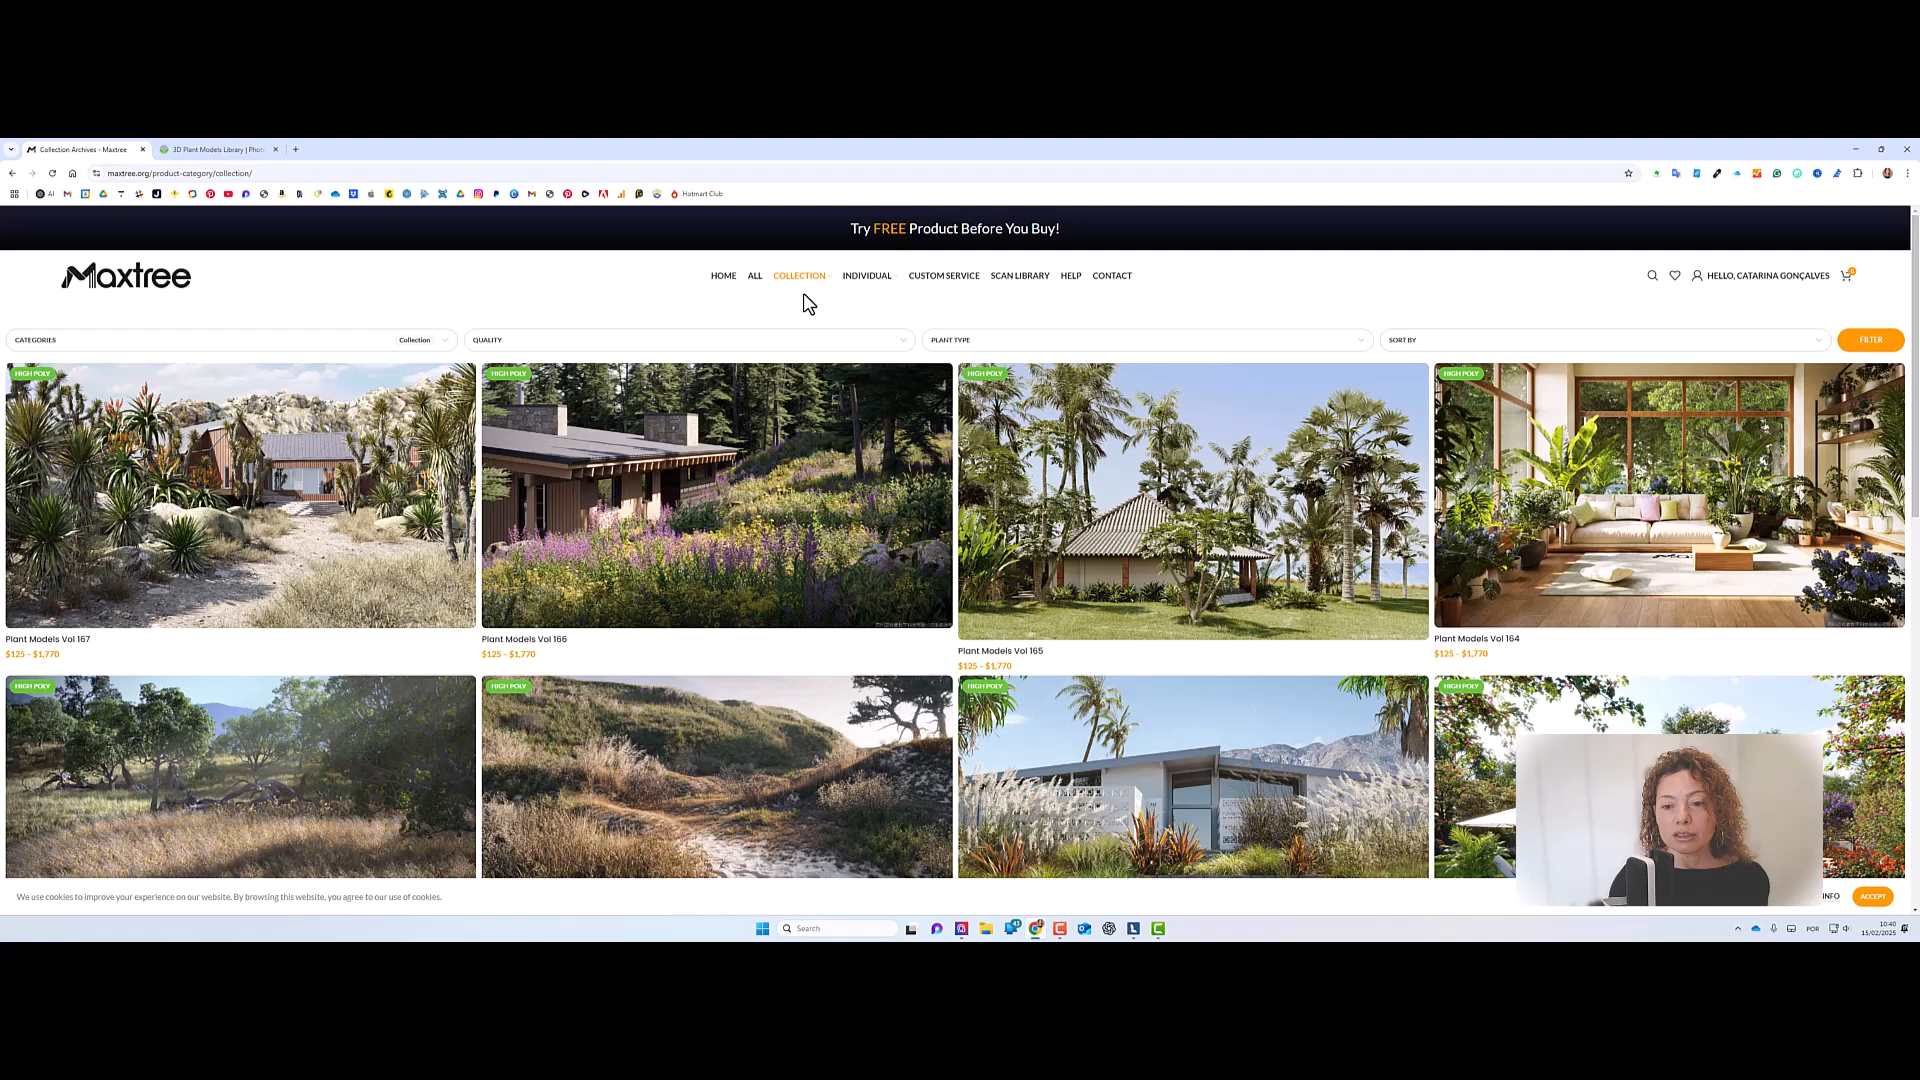 Collection Archives - Maxtree
3D Plant Models Library | Phot
maxtree.org/product-category/collection/
AI
Hotmart Club
Try FREE Product Before You Buy!
Maxtree
HOME ALL COLLECTION INDIVIDUAL CUSTOM SERVICE SCAN LIBRARY HELP CONTACT
HELLO, CATARINA GONÇALVES
0
CATEGORIES Collection QUALITY PLANT TYPE SORT BY FILTER
HIGH POLY HIGH POLY HIGH POLY HIGH POLY
Plant Models Vol 167
$125 - $1,770
Plant Models Vol 166
$125 - $1,770
Plant Models Vol 165
$125 - $1,770
Plant Models Vol 164
$125 - $1,770
HIGH POLY HIGH POLY HIGH POLY HIGH POLY
We use cookies to improve your experience on our website. By browsing this website, you agree to our use of cookies.
INFO
ACCEPT
Search
POR
10:40
15/02/2025